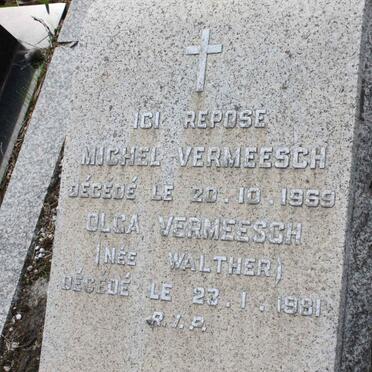 ICI REPOSE
MICHEL VERMEESCH
DÉCÉDÉ LE 20.10.1969
OLGA VERMEESCH
(NÉE WALTHER)
DÉCÉDÉ LE 23.1.1981
R.I.P.